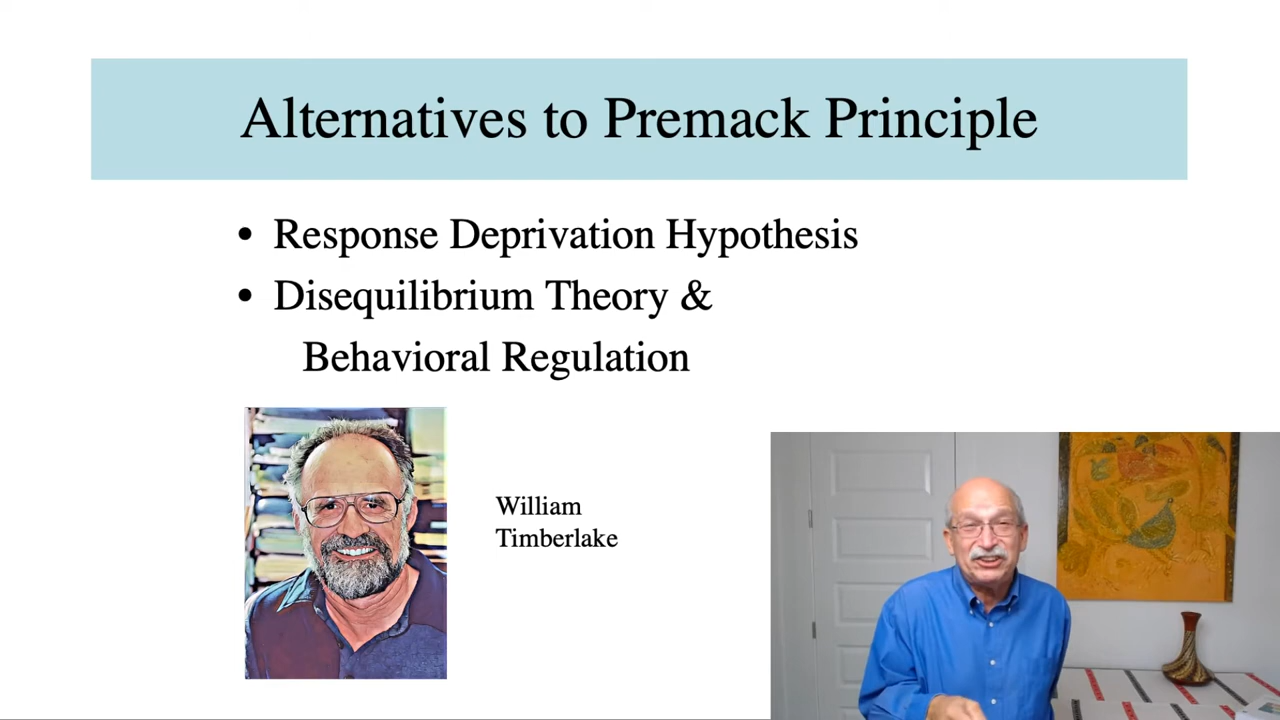 Alternatives to Premack Principle
• Response Deprivation Hypothesis
• Disequilibrium Theory &
Behavioral Regulation
William
Timberlake